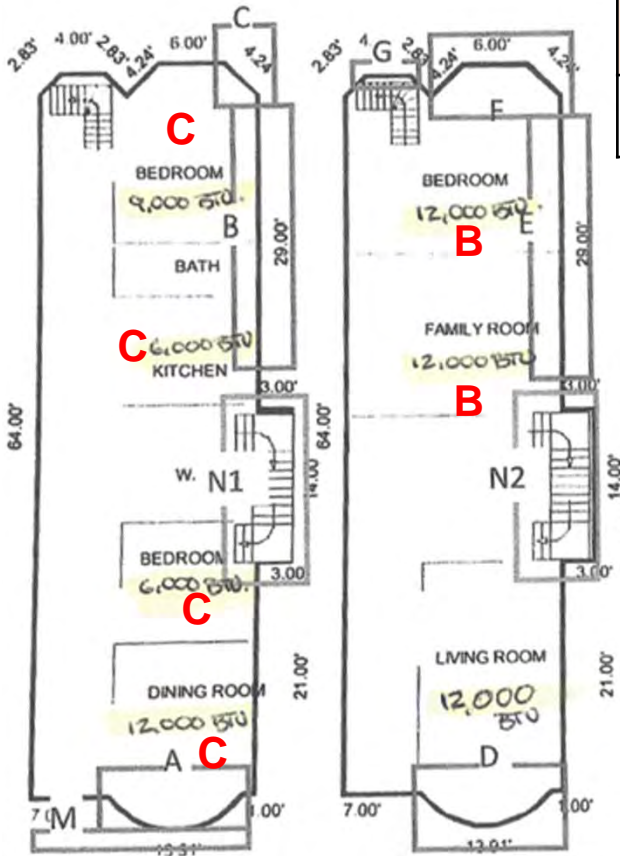 C
2.83'
4.00'
2.83'
4.24'
6.00'
4.24
C
BEDROOM
9,000 BTU.
B
BATH
29.00'
C
6,000 BTU
KITCHEN
3.00'
64.00'
W.
N1
14.00'
BEDROOM
6,000 BTU.
3.00
C
21.00'
DINING ROOM
12,000 BTU
C
A
M
1.00'
2.83'
4
G
2.83'
4.24'
6.00'
4.24'
F
BEDROOM
12,000 BTU.
E
B
29.00'
FAMILY ROOM
12,000 BTU
B
3.00'
64.00'
N2
14.00'
3.00'
LIVING ROOM
12,000
BTU
21.00'
D
7.00'
1.00'
13.91'